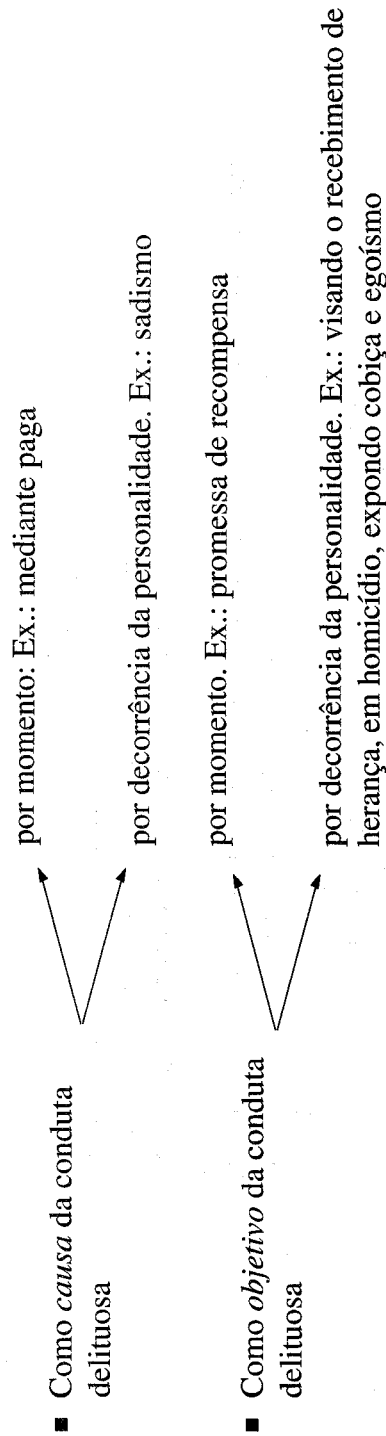 ■ Como causa da conduta
delituosa
por momento: Ex.: mediante paga
por decorrência da personalidade. Ex.: sadismo
■ Como objetivo da conduta
delituosa
por momento. Ex.: promessa de recompensa
por decorrência da personalidade. Ex.: visando o recebimento de
herança, em homicídio, expondo cobiça e egoísmo